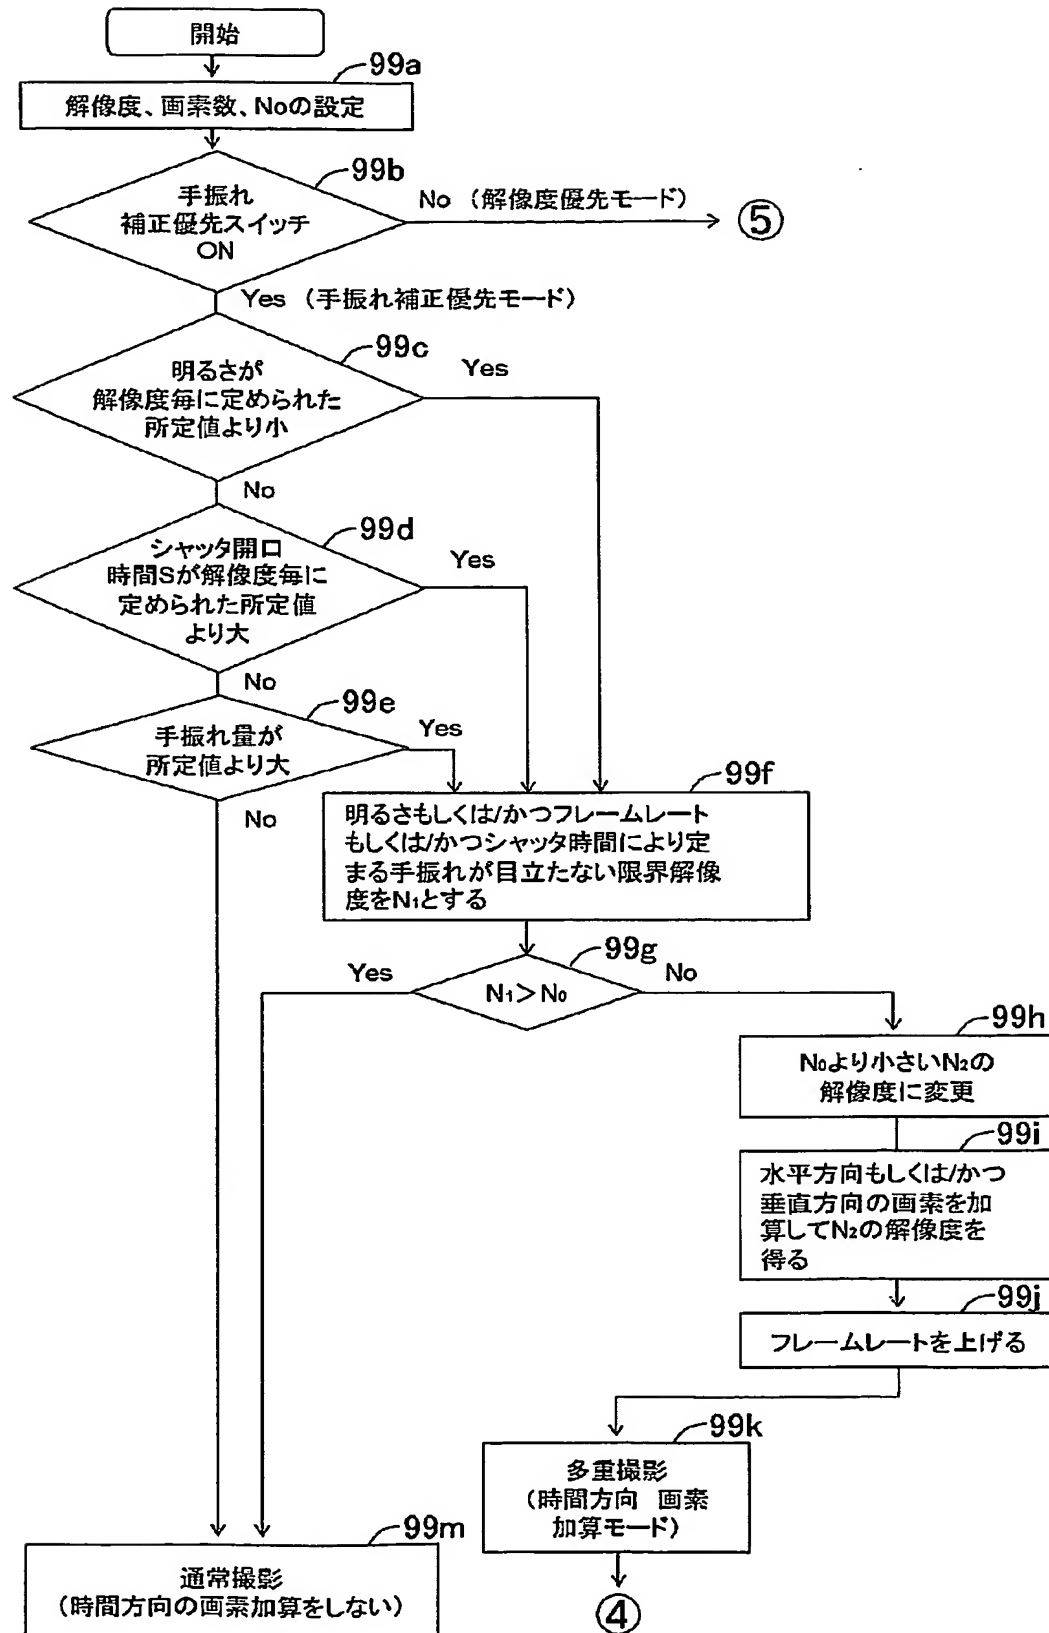 開始
99a
解像度、画素数、Noの設定
99b
手振れ
補正優先スイッチ
ON
No (解像度優先モード)
⑤
Yes (手振れ補正優先モード)
99c
明るさが
解像度毎に定められた
所定値より小
Yes
No
99d
シャッタ開口
時間Sが解像度毎に
定められた所定値
より大
Yes
No
99e
手振れ量が
所定値より大
Yes
No
99f
明るさもしくは/かつフレームレート
もしくは/かつシャッタ時間により定
まる手振れが目立たない限界解像
度をN₁とする
99g
Yes
N₁>N₀
No
99h
N₀より小さいN₂の
解像度に変更
99i
水平方向もしくは/かつ
垂直方向の画素を加
算してN₂の解像度を
得る
99j
フレームレートを上げる
99k
多重撮影
(時間方向 画素
加算モード)
④
99m
通常撮影
(時間方向の画素加算をしない)